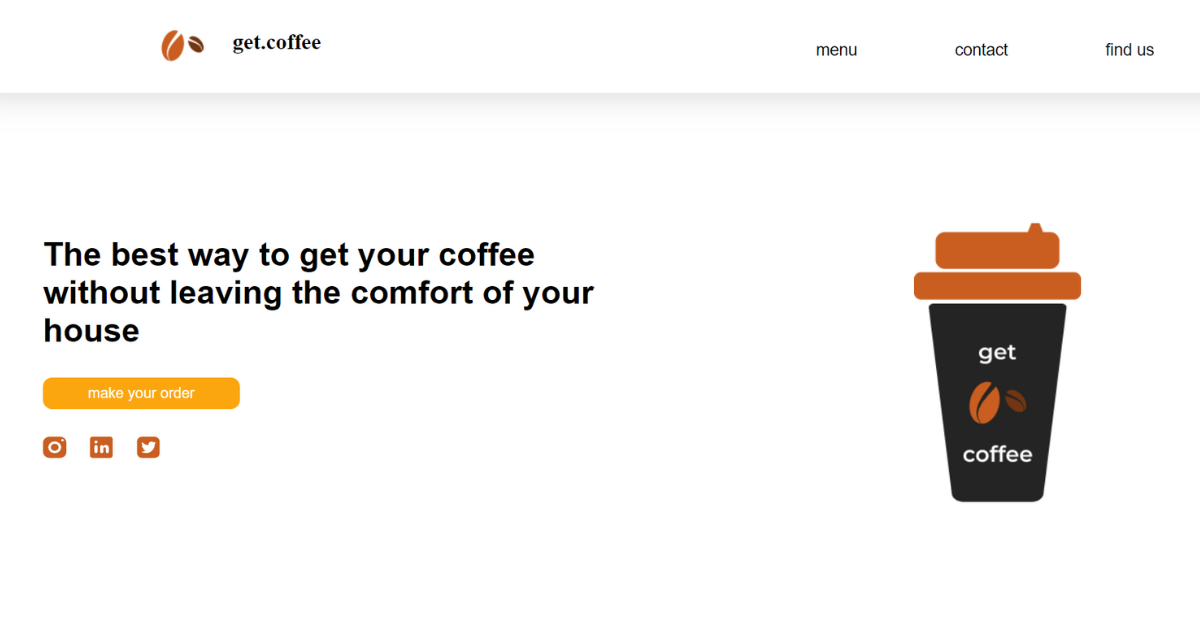 get.coffee
menu
contact
find us
The best way to get your coffee
without leaving the comfort of your
house
make your order
in
get
coffee